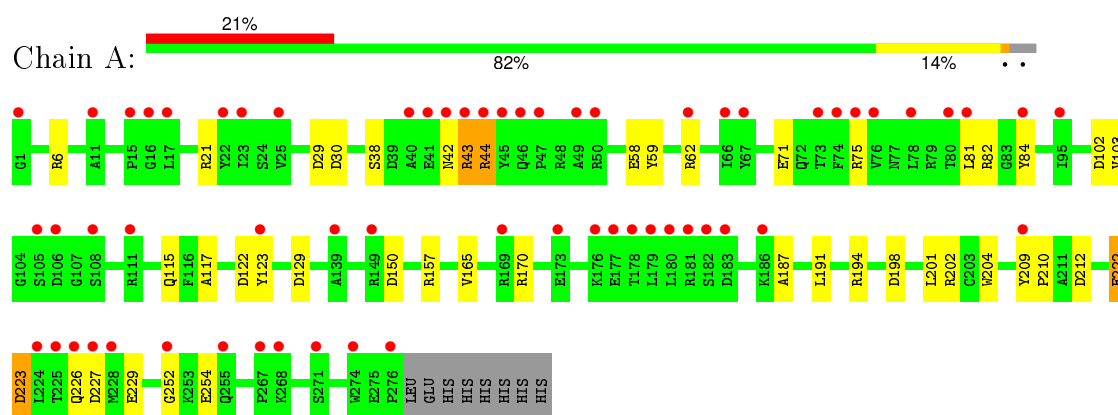 21%
Chain A:
82% 14% • •
G1 A11 P15 G16 L17 R6 R21 Y22 I23 S24 V25 D29 D30 S38 D39 A40 E41 N42 R43 R44 Y45 Q46 P47 R48 A49 R50 E58 Y59 R62 I66 Y67 E71 Q72 T73 F74 R75 V76 N77 L78 R79 T80 L81 R82 G83 Y84 I95 D102
G104 S105 D106 G107 S108 R111 Q115 F116 A117 D122 Y123 D129 A139 R149 D150 R157 V165 R169 R170 E173 K176 E177 T178 L179 L180 R181 S182 D183 K186 A187 L191 R194 D198 L201 R202 C203 W204 Y209 P210 A211 D212
D223 L224 T225 Q226 D227 M228 E229 G252 K253 E254 Q255 P267 K268 S271 W274 E275 P276 LEU GLU HIS HIS HIS HIS HIS HIS